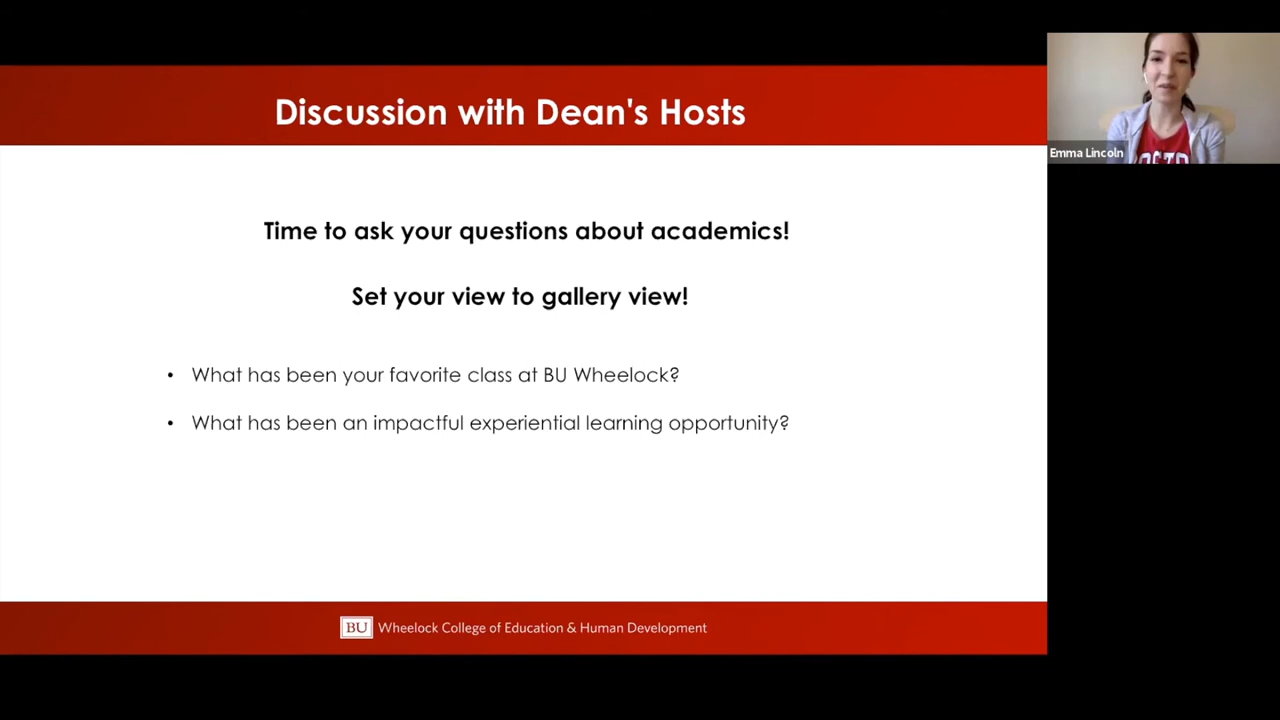 Discussion with Dean's Hosts
Emma Lincoln
Time to ask your questions about academics!
Set your view to gallery view!
• What has been your favorite class at BU Wheelock?
• What has been an impactful experiential learning opportunity?
BU Wheelock College of Education & Human Development